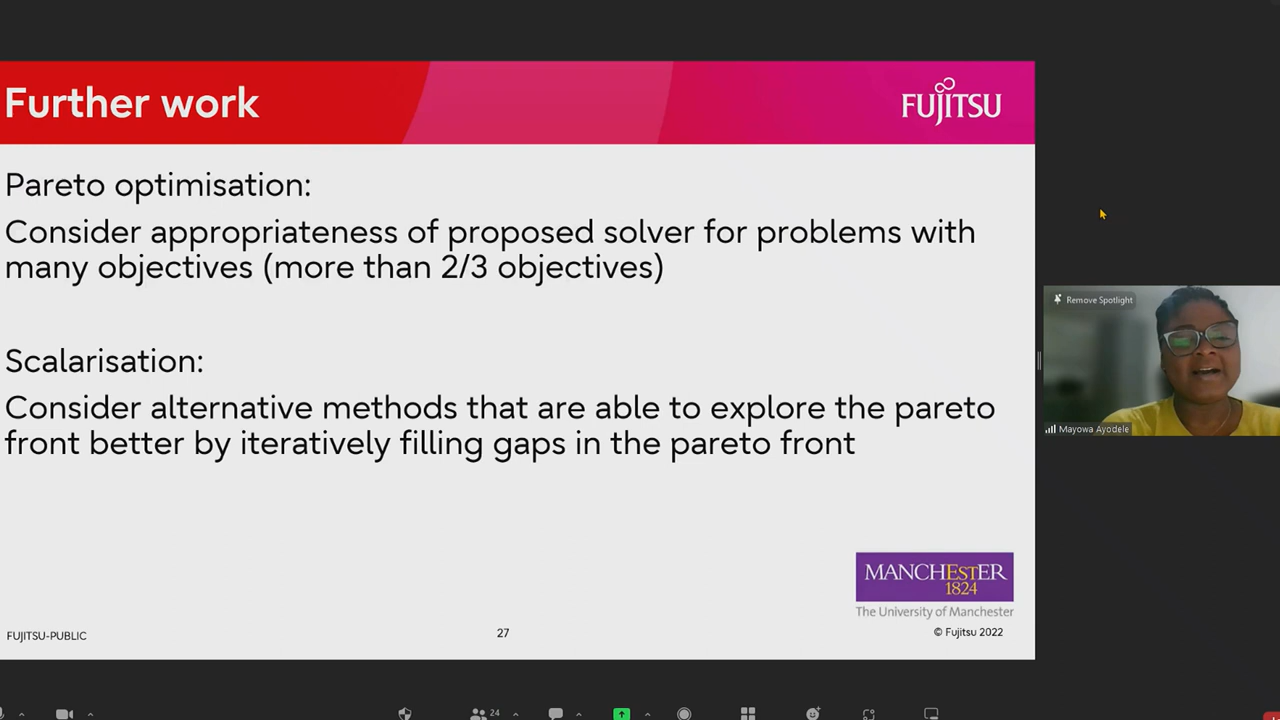 Further work
FUJITSU
Pareto optimisation:
Consider appropriateness of proposed solver for problems with
many objectives (more than 2/3 objectives)
Scalarisation:
Consider alternative methods that are able to explore the pareto
front better by iteratively filling gaps in the pareto front
MANCHESTER
1824
The University of Manchester
FUJITSU-PUBLIC
27
© Fujitsu 2022
Remove Spotlight
Mayowa Ayodele
24